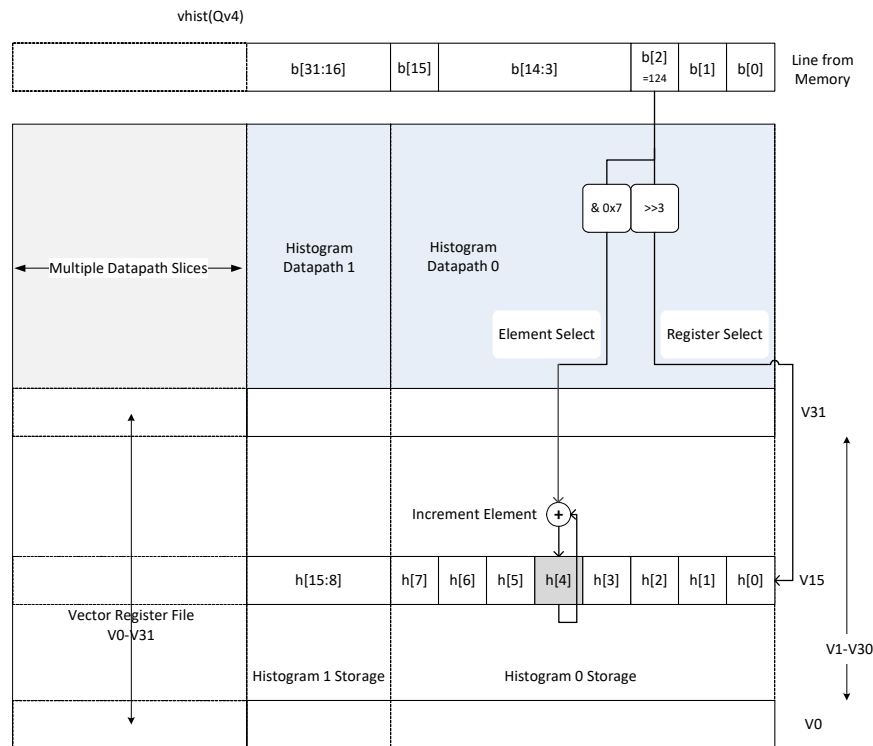 vhist(Qv4)
b[31:16]
b[15]
b[14:3]
b[2]
=124
b[1]
b[0]
Line from
Memory
& 0x7
>>3
Multiple Datapath Slices
Histogram
Datapath 1
Histogram
Datapath 0
Element Select
Register Select
V31
Increment Element
+
h[15:8]
h[7]
h[6]
h[5]
h[4]
h[3]
h[2]
h[1]
h[0]
V15
Vector Register File
V0-V31
V1-V30
Histogram 1 Storage
Histogram 0 Storage
V0